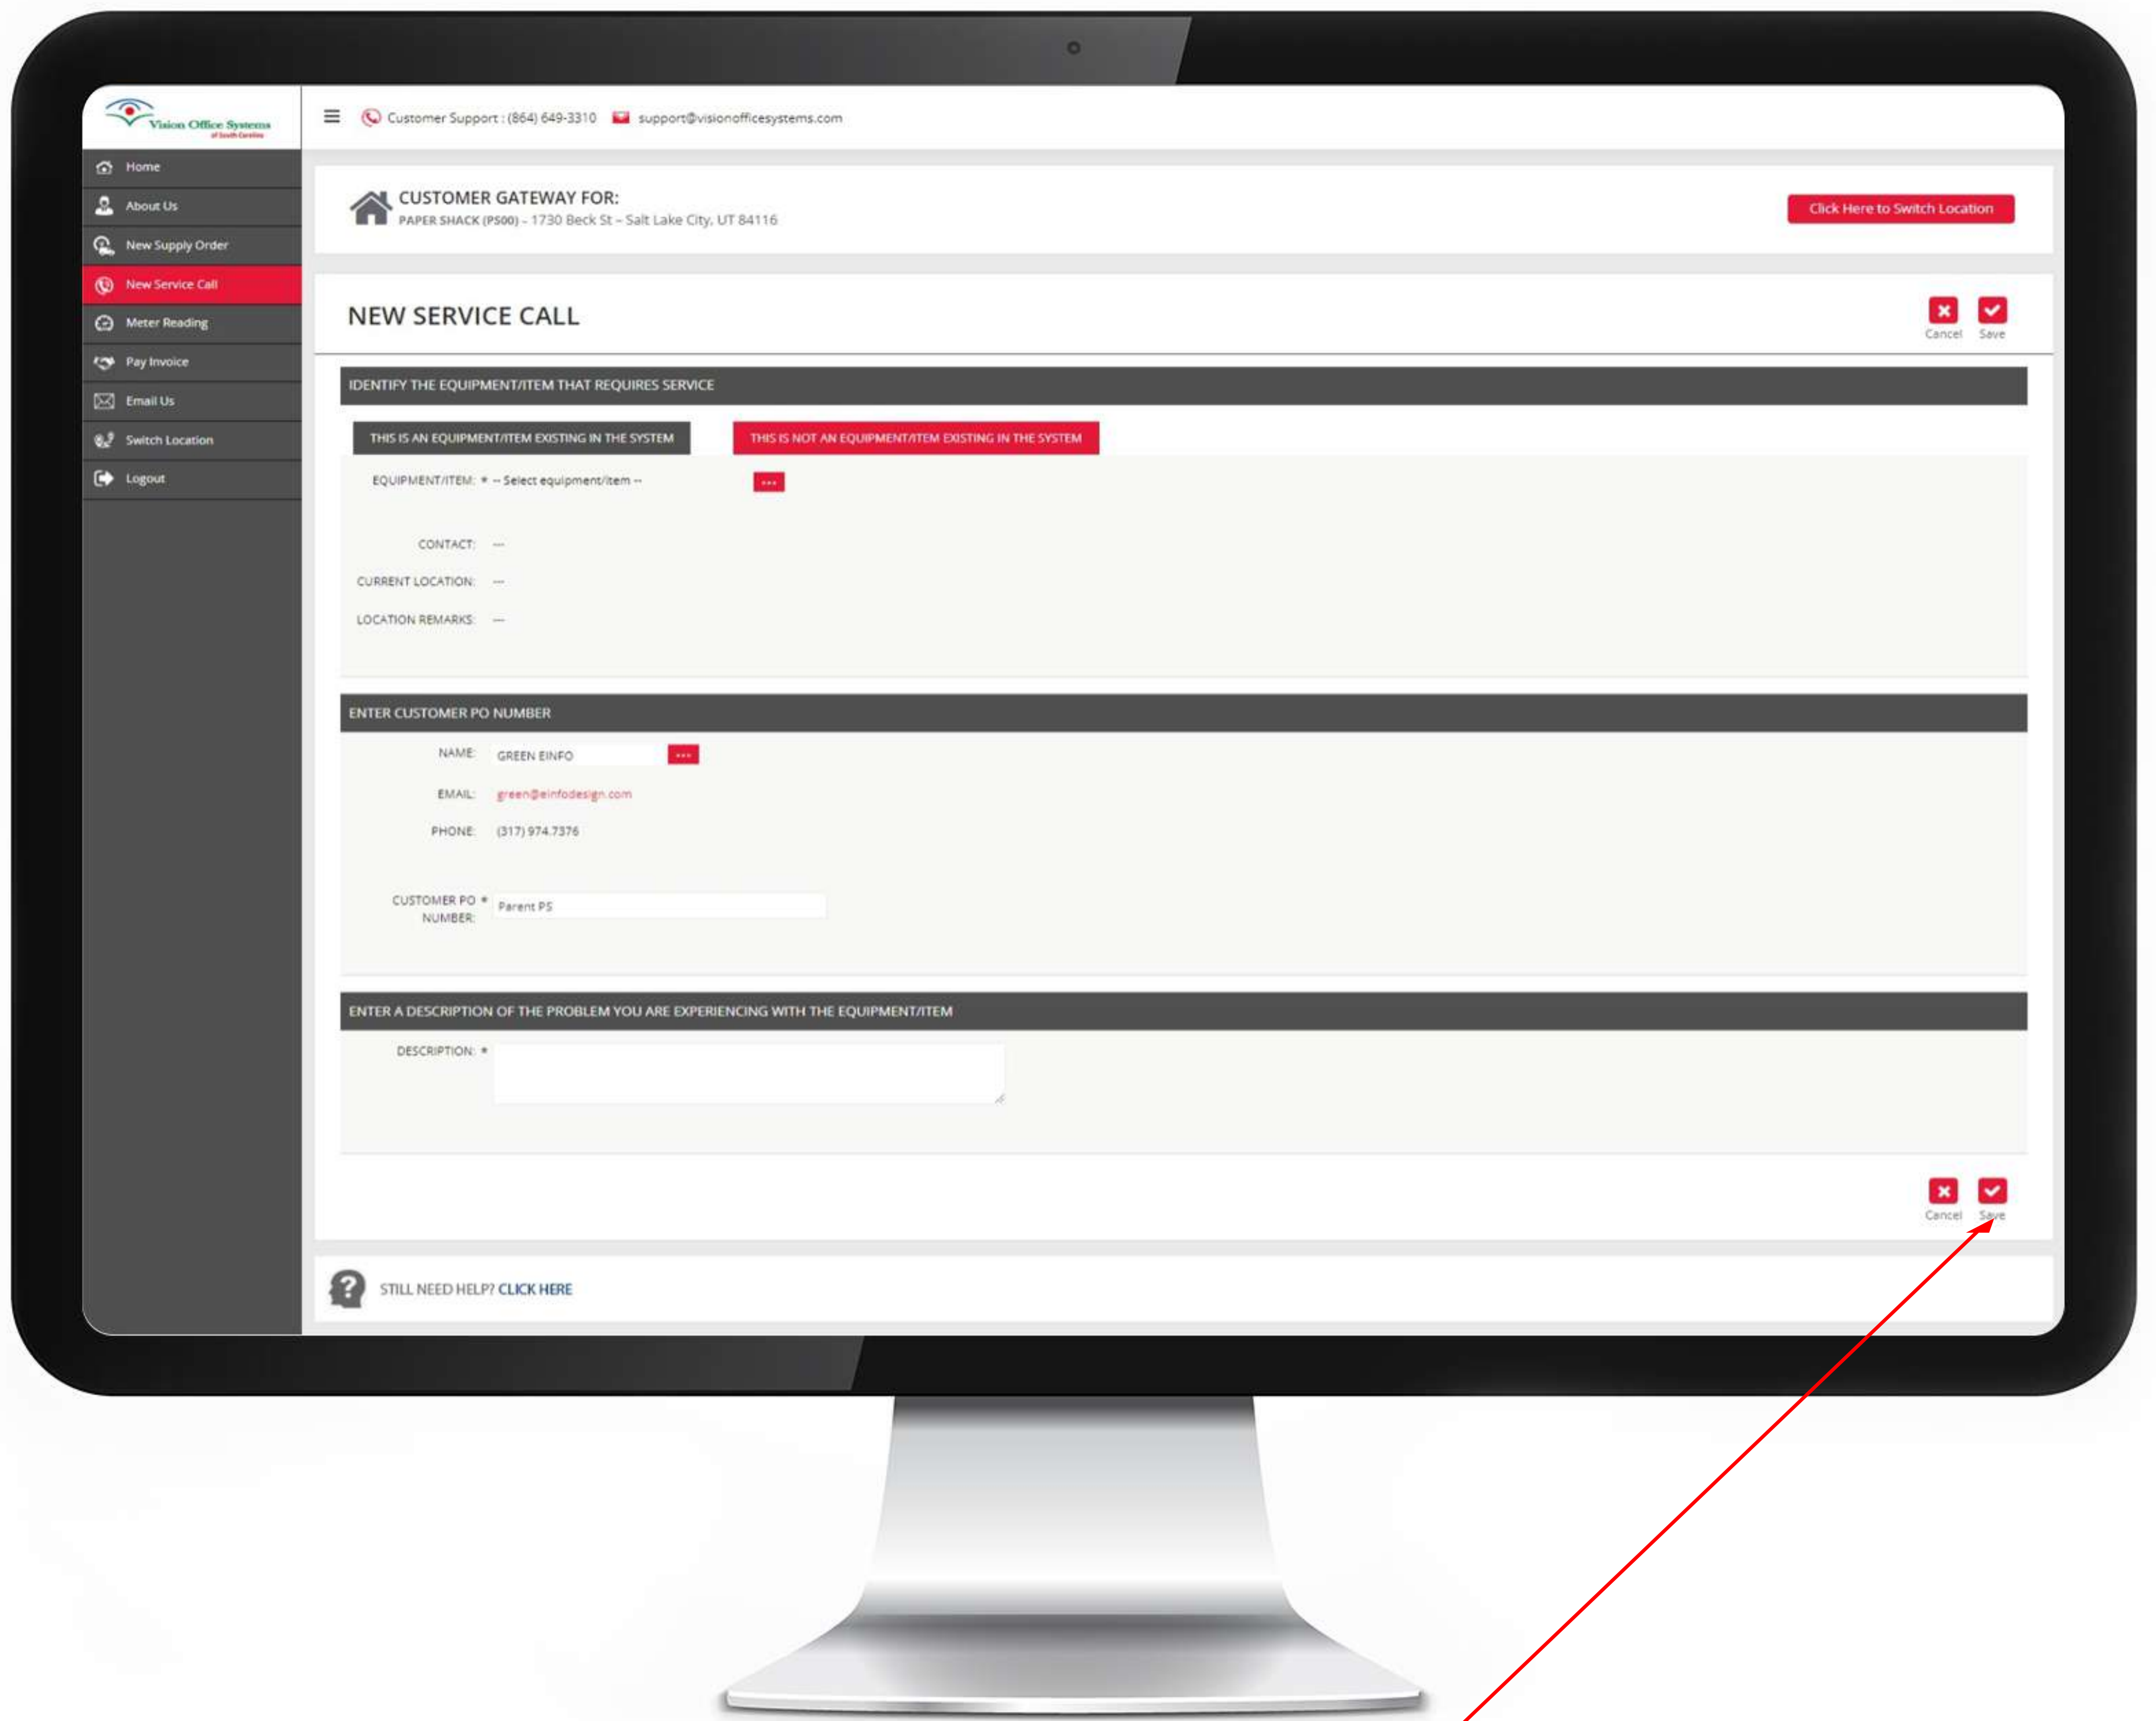 Vision Office Systems
of South Carolina
Customer Support : (864) 649-3310 support@visionofficesystems.com
Home
About Us
New Supply Order
New Service Call
Meter Reading
Pay Invoice
Email Us
Switch Location
Logout
CUSTOMER GATEWAY FOR:
PAPER SHACK (PS00) – 1730 Beck St – Salt Lake City, UT 84116
Click Here to Switch Location
NEW SERVICE CALL
Cancel Save
IDENTIFY THE EQUIPMENT/ITEM THAT REQUIRES SERVICE
THIS IS AN EQUIPMENT/ITEM EXISTING IN THE SYSTEM THIS IS NOT AN EQUIPMENT/ITEM EXISTING IN THE SYSTEM
EQUIPMENT/ITEM: * -- Select equipment/item -- ...
CONTACT: ---
CURRENT LOCATION: ---
LOCATION REMARKS: ---
ENTER CUSTOMER PO NUMBER
NAME: GREEN EINFO ...
EMAIL: green@einfodesign.com
PHONE: (317) 974.7376
CUSTOMER PO * Parent PS
NUMBER:
ENTER A DESCRIPTION OF THE PROBLEM YOU ARE EXPERIENCING WITH THE EQUIPMENT/ITEM
DESCRIPTION: *
Cancel Save
STILL NEED HELP? CLICK HERE